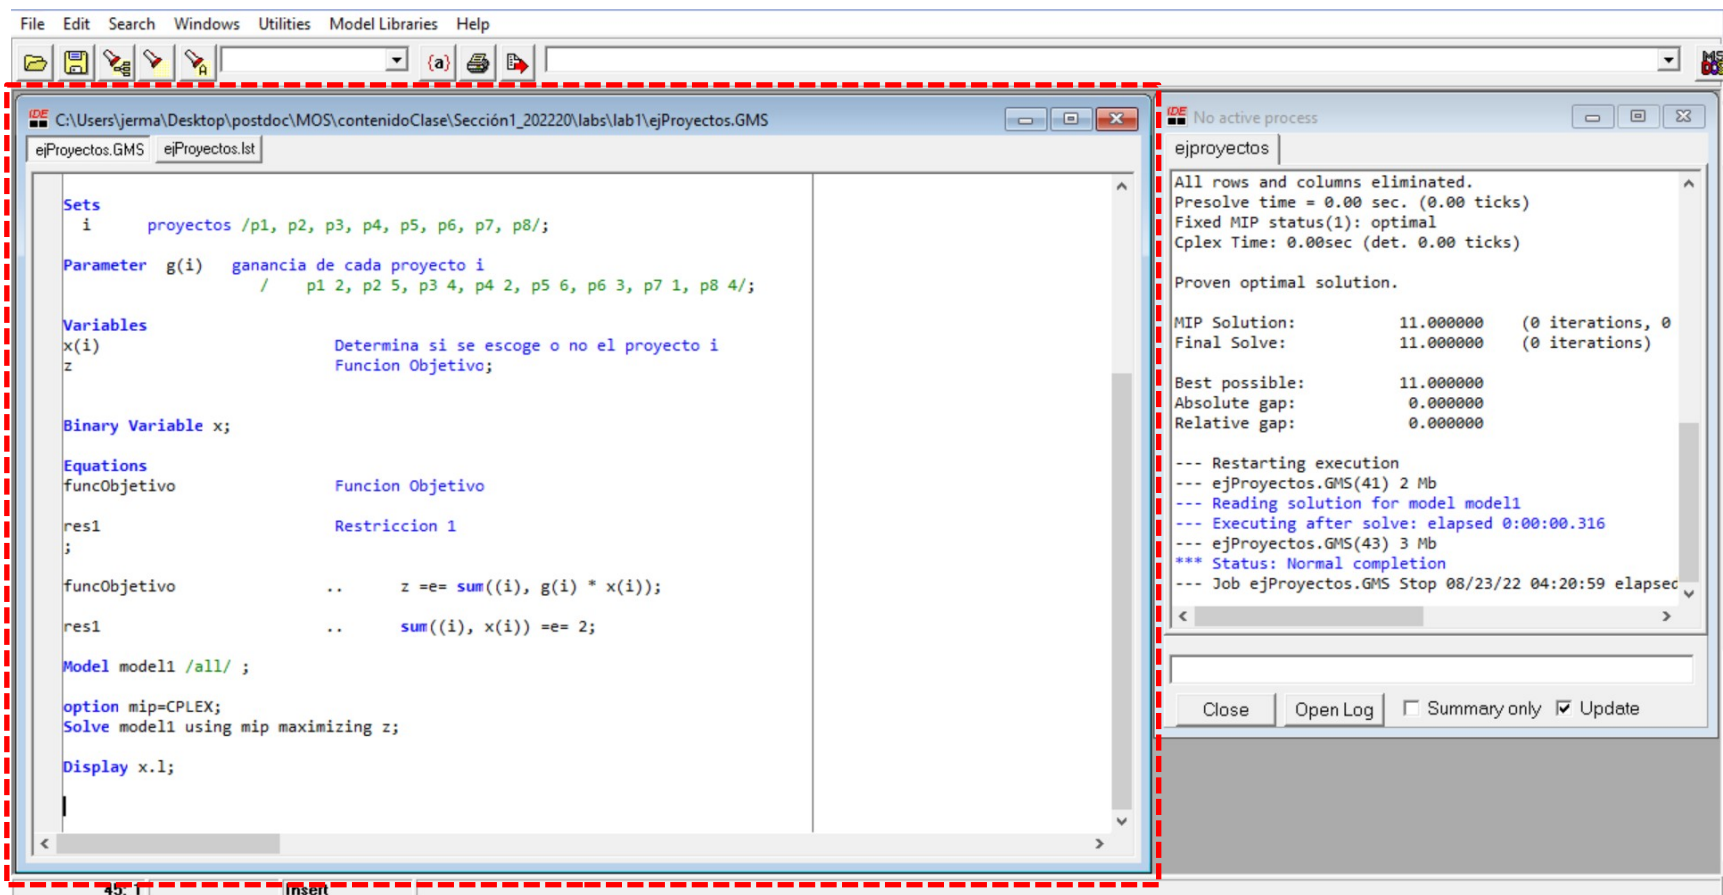 File Edit Search Windows Utilities Model Libraries Help
{a}
IDE C:\Users\jerma\Desktop\postdoc\MOS\contenidoClase\Sección1_202220\labs\lab1\ejProyectos.GMS
ejProyectos.GMS ejProyectos.lst
Sets
i proyectos /p1, p2, p3, p4, p5, p6, p7, p8/;
Parameter g(i) ganancia de cada proyecto i
/ p1 2, p2 5, p3 4, p4 2, p5 6, p6 3, p7 1, p8 4/;
Variables
x(i) Determina si se escoge o no el proyecto i
z Funcion Objetivo;
Binary Variable x;
Equations
funcObjetivo Funcion Objetivo
res1 Restriccion 1
;
funcObjetivo .. z =e= sum((i), g(i) * x(i));
res1 .. sum((i), x(i)) =e= 2;
Model model1 /all/ ;
option mip=CPLEX;
Solve model1 using mip maximizing z;
Display x.l;
45: 1 Insert
IDE No active process
ejproyectos
All rows and columns eliminated.
Presolve time = 0.00 sec. (0.00 ticks)
Fixed MIP status(1): optimal
Cplex Time: 0.00sec (det. 0.00 ticks)
Proven optimal solution.
MIP Solution: 11.000000 (0 iterations, 0
Final Solve: 11.000000 (0 iterations)
Best possible: 11.000000
Absolute gap: 0.000000
Relative gap: 0.000000
--- Restarting execution
--- ejProyectos.GMS(41) 2 Mb
--- Reading solution for model model1
--- Executing after solve: elapsed 0:00:00.316
--- ejProyectos.GMS(43) 3 Mb
*** Status: Normal completion
--- Job ejProyectos.GMS Stop 08/23/22 04:20:59 elapsed
Close Open Log Summary only Update